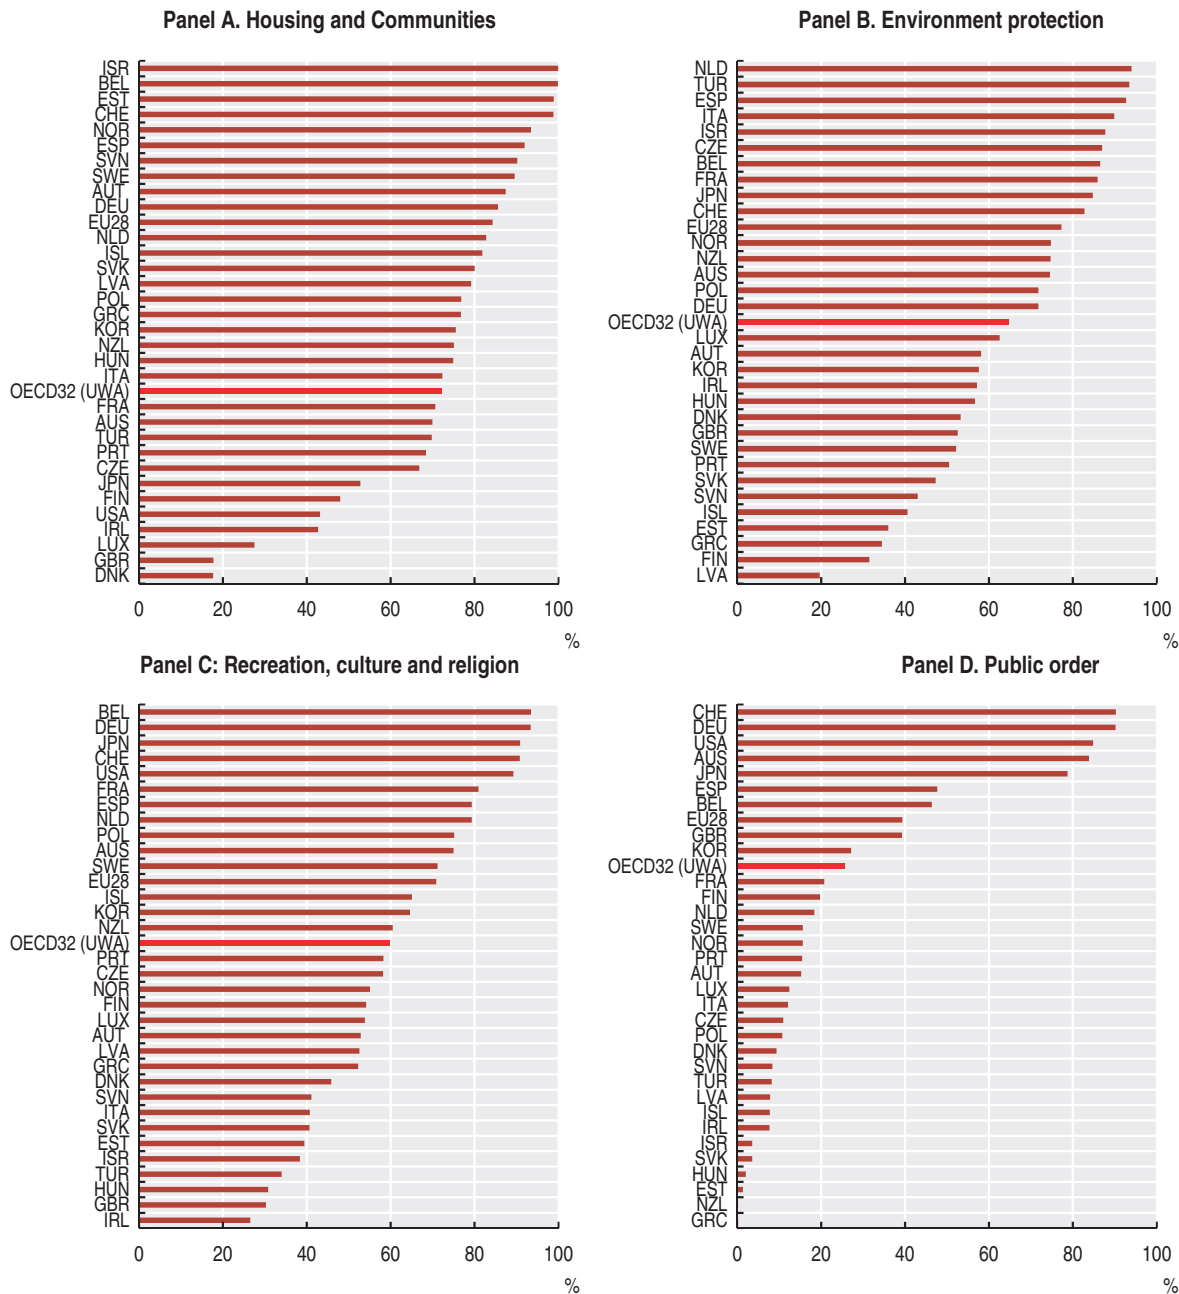 Panel A. Housing and Communities
ISR
BEL
EST
CHE
NOR
ESP
SVN
SWE
AUT
DEU
EU28
NLD
ISL
SVK
LVA
POL
GRC
KOR
NZL
HUN
ITA
OECD32 (UWA)
FRA
AUS
TUR
PRT
CZE
JPN
FIN
USA
IRL
LUX
GBR
DNK
0 20 40 60 80 100
%
Panel B. Environment protection
NLD
TUR
ESP
ITA
ISR
CZE
BEL
FRA
JPN
CHE
EU28
NOR
NZL
AUS
POL
DEU
OECD32 (UWA)
LUX
AUT
KOR
IRL
HUN
DNK
GBR
SWE
PRT
SVK
SVN
ISL
EST
GRC
FIN
LVA
0 20 40 60 80 100
%
Panel C: Recreation, culture and religion
BEL
DEU
JPN
CHE
USA
FRA
ESP
NLD
POL
AUS
SWE
EU28
ISL
KOR
NZL
OECD32 (UWA)
PRT
CZE
NOR
FIN
LUX
AUT
LVA
GRC
DNK
SVN
ITA
SVK
EST
ISR
TUR
HUN
GBR
IRL
0 20 40 60 80 100
%
Panel D. Public order
CHE
DEU
USA
AUS
JPN
ESP
BEL
EU28
GBR
KOR
OECD32 (UWA)
FRA
FIN
NLD
SWE
NOR
PRT
AUT
LUX
ITA
CZE
POL
DNK
SVN
TUR
LVA
ISL
IRL
ISR
SVK
HUN
EST
NZL
GRC
0 20 40 60 80 100
%